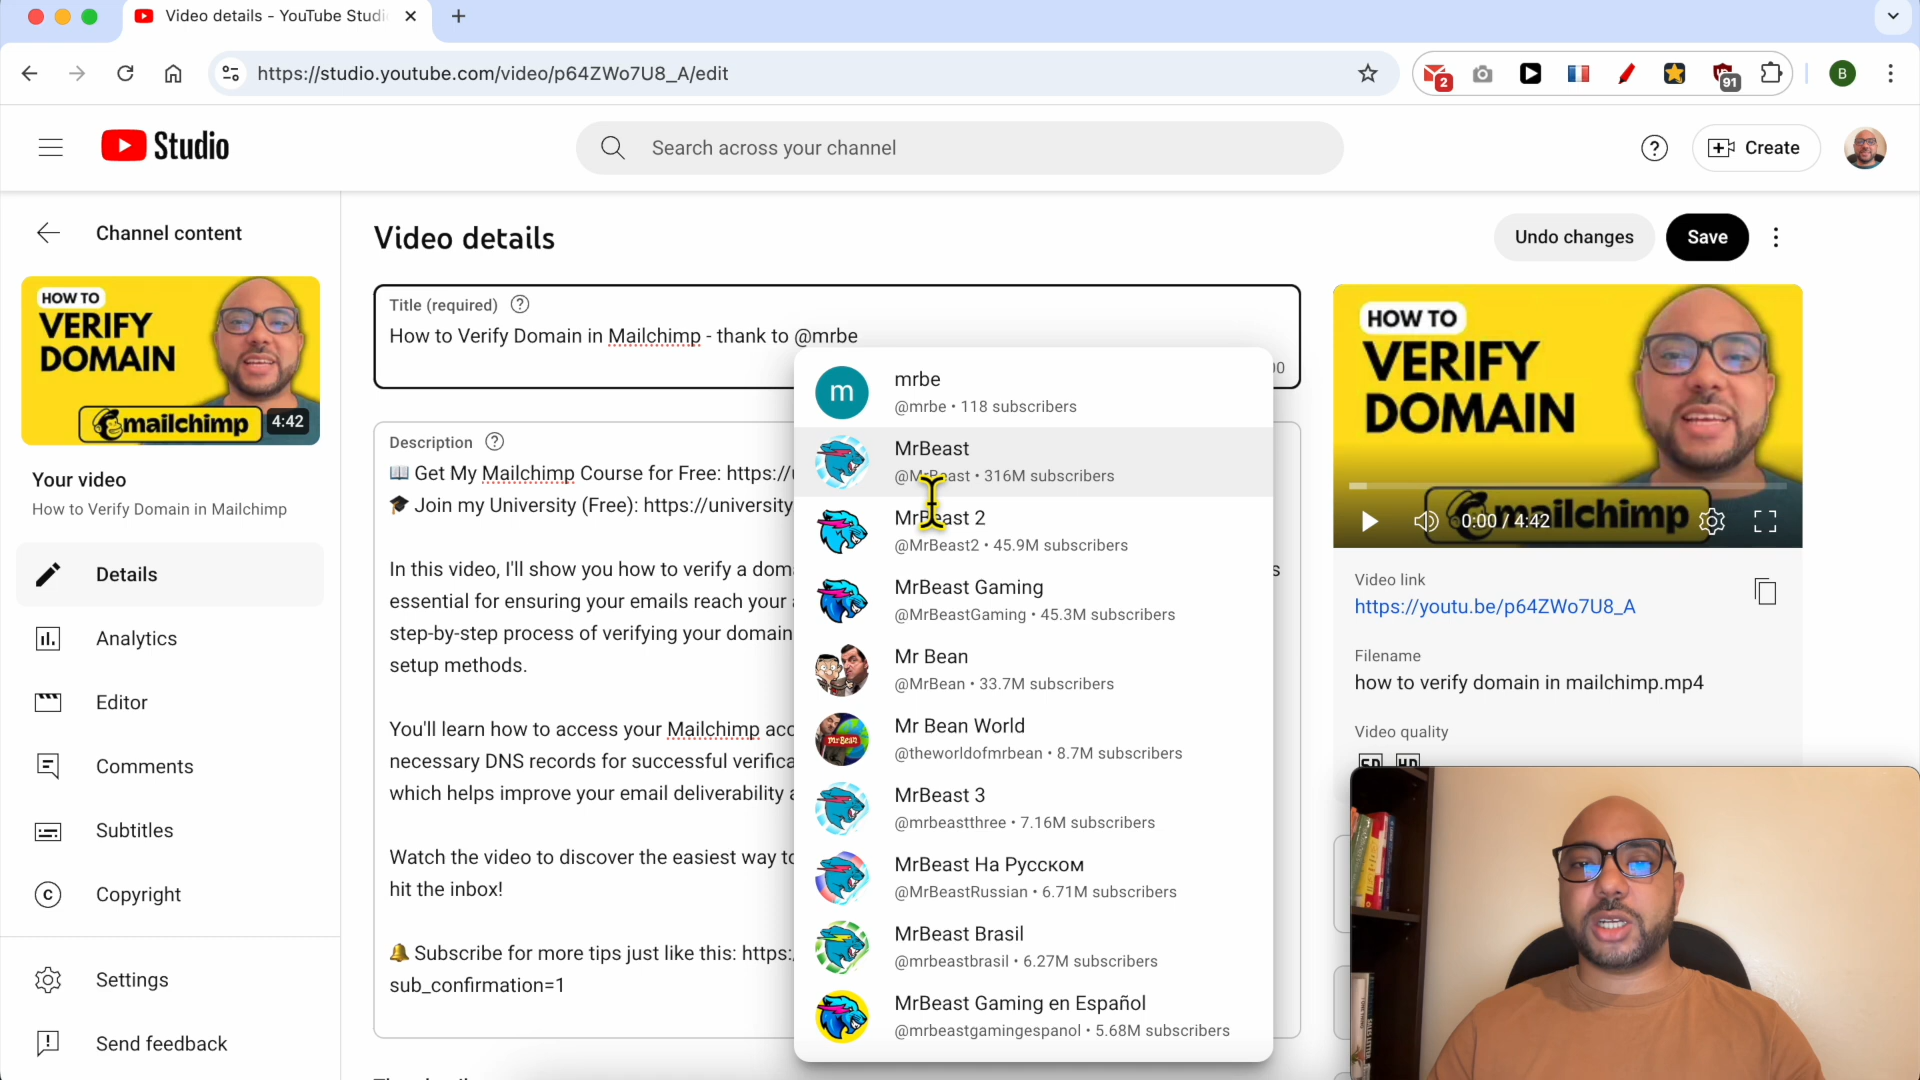 Video details - YouTube Studi
https://studio.youtube.com/video/p64ZWo7U8_A/edit
2
91
B
Studio
Search across your channel
Create
Channel content
HOW TO
VERIFY
DOMAIN
mailchimp
4:42
Your video
How to Verify Domain in Mailchimp
Details
Analytics
Editor
Comments
Subtitles
Copyright
Settings
Send feedback
Video details
Undo changes
Save
Title (required)
How to Verify Domain in Mailchimp - thank to @mrbe
Description
📖 Get My Mailchimp Course for Free: https://
🎓 Join my University (Free): https://university
In this video, I'll show you how to verify a dom
essential for ensuring your emails reach your
step-by-step process of verifying your domain
setup methods.
You'll learn how to access your Mailchimp acc
necessary DNS records for successful verifica
which helps improve your email deliverability
Watch the video to discover the easiest way to
hit the inbox!
🔔 Subscribe for more tips just like this: https:
sub_confirmation=1
m
mrbe
@mrbe • 118 subscribers
MrBeast
@MrBeast • 316M subscribers
MrBeast 2
@MrBeast2 • 45.9M subscribers
MrBeast Gaming
@MrBeastGaming • 45.3M subscribers
Mr Bean
@MrBean • 33.7M subscribers
Mr Bean World
@theworldofmrbean • 8.7M subscribers
MrBeast 3
@mrbeastthree • 7.16M subscribers
MrBeast На Русском
@MrBeastRussian • 6.71M subscribers
MrBeast Brasil
@mrbeastbrasil • 6.27M subscribers
MrBeast Gaming en Español
@mrbeastgamingespanol • 5.68M subscribers
HOW TO
VERIFY
DOMAIN
mailchimp
0:00 / 4:42
Video link
https://youtu.be/p64ZWo7U8_A
Filename
how to verify domain in mailchimp.mp4
Video quality
SD HD